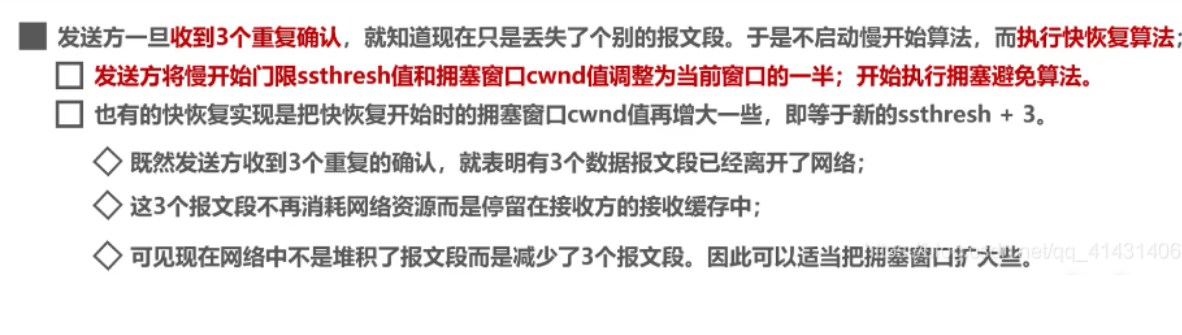 发送方一旦收到3个重复确认，就知道现在只是丢失了个别的报文段。于是不启动慢开始算法，而执行快恢复算法；
发送方将慢开始门限ssthresh值和拥塞窗口cwnd值调整为当前窗口的一半；开始执行拥塞避免算法。
也有的快恢复实现是把快恢复开始时的拥塞窗口cwnd值再增大一些，即等于新的ssthresh + 3。
既然发送方收到3个重复的确认，就表明有3个数据报文段已经离开了网络；
这3个报文段不再消耗网络资源而是停留在接收方的接收缓存中；
可见现在网络中不是堆积了报文段而是减少了3个报文段。因此可以适当把拥塞窗口扩大些。
https://blog.csdn.net/qq_41431406